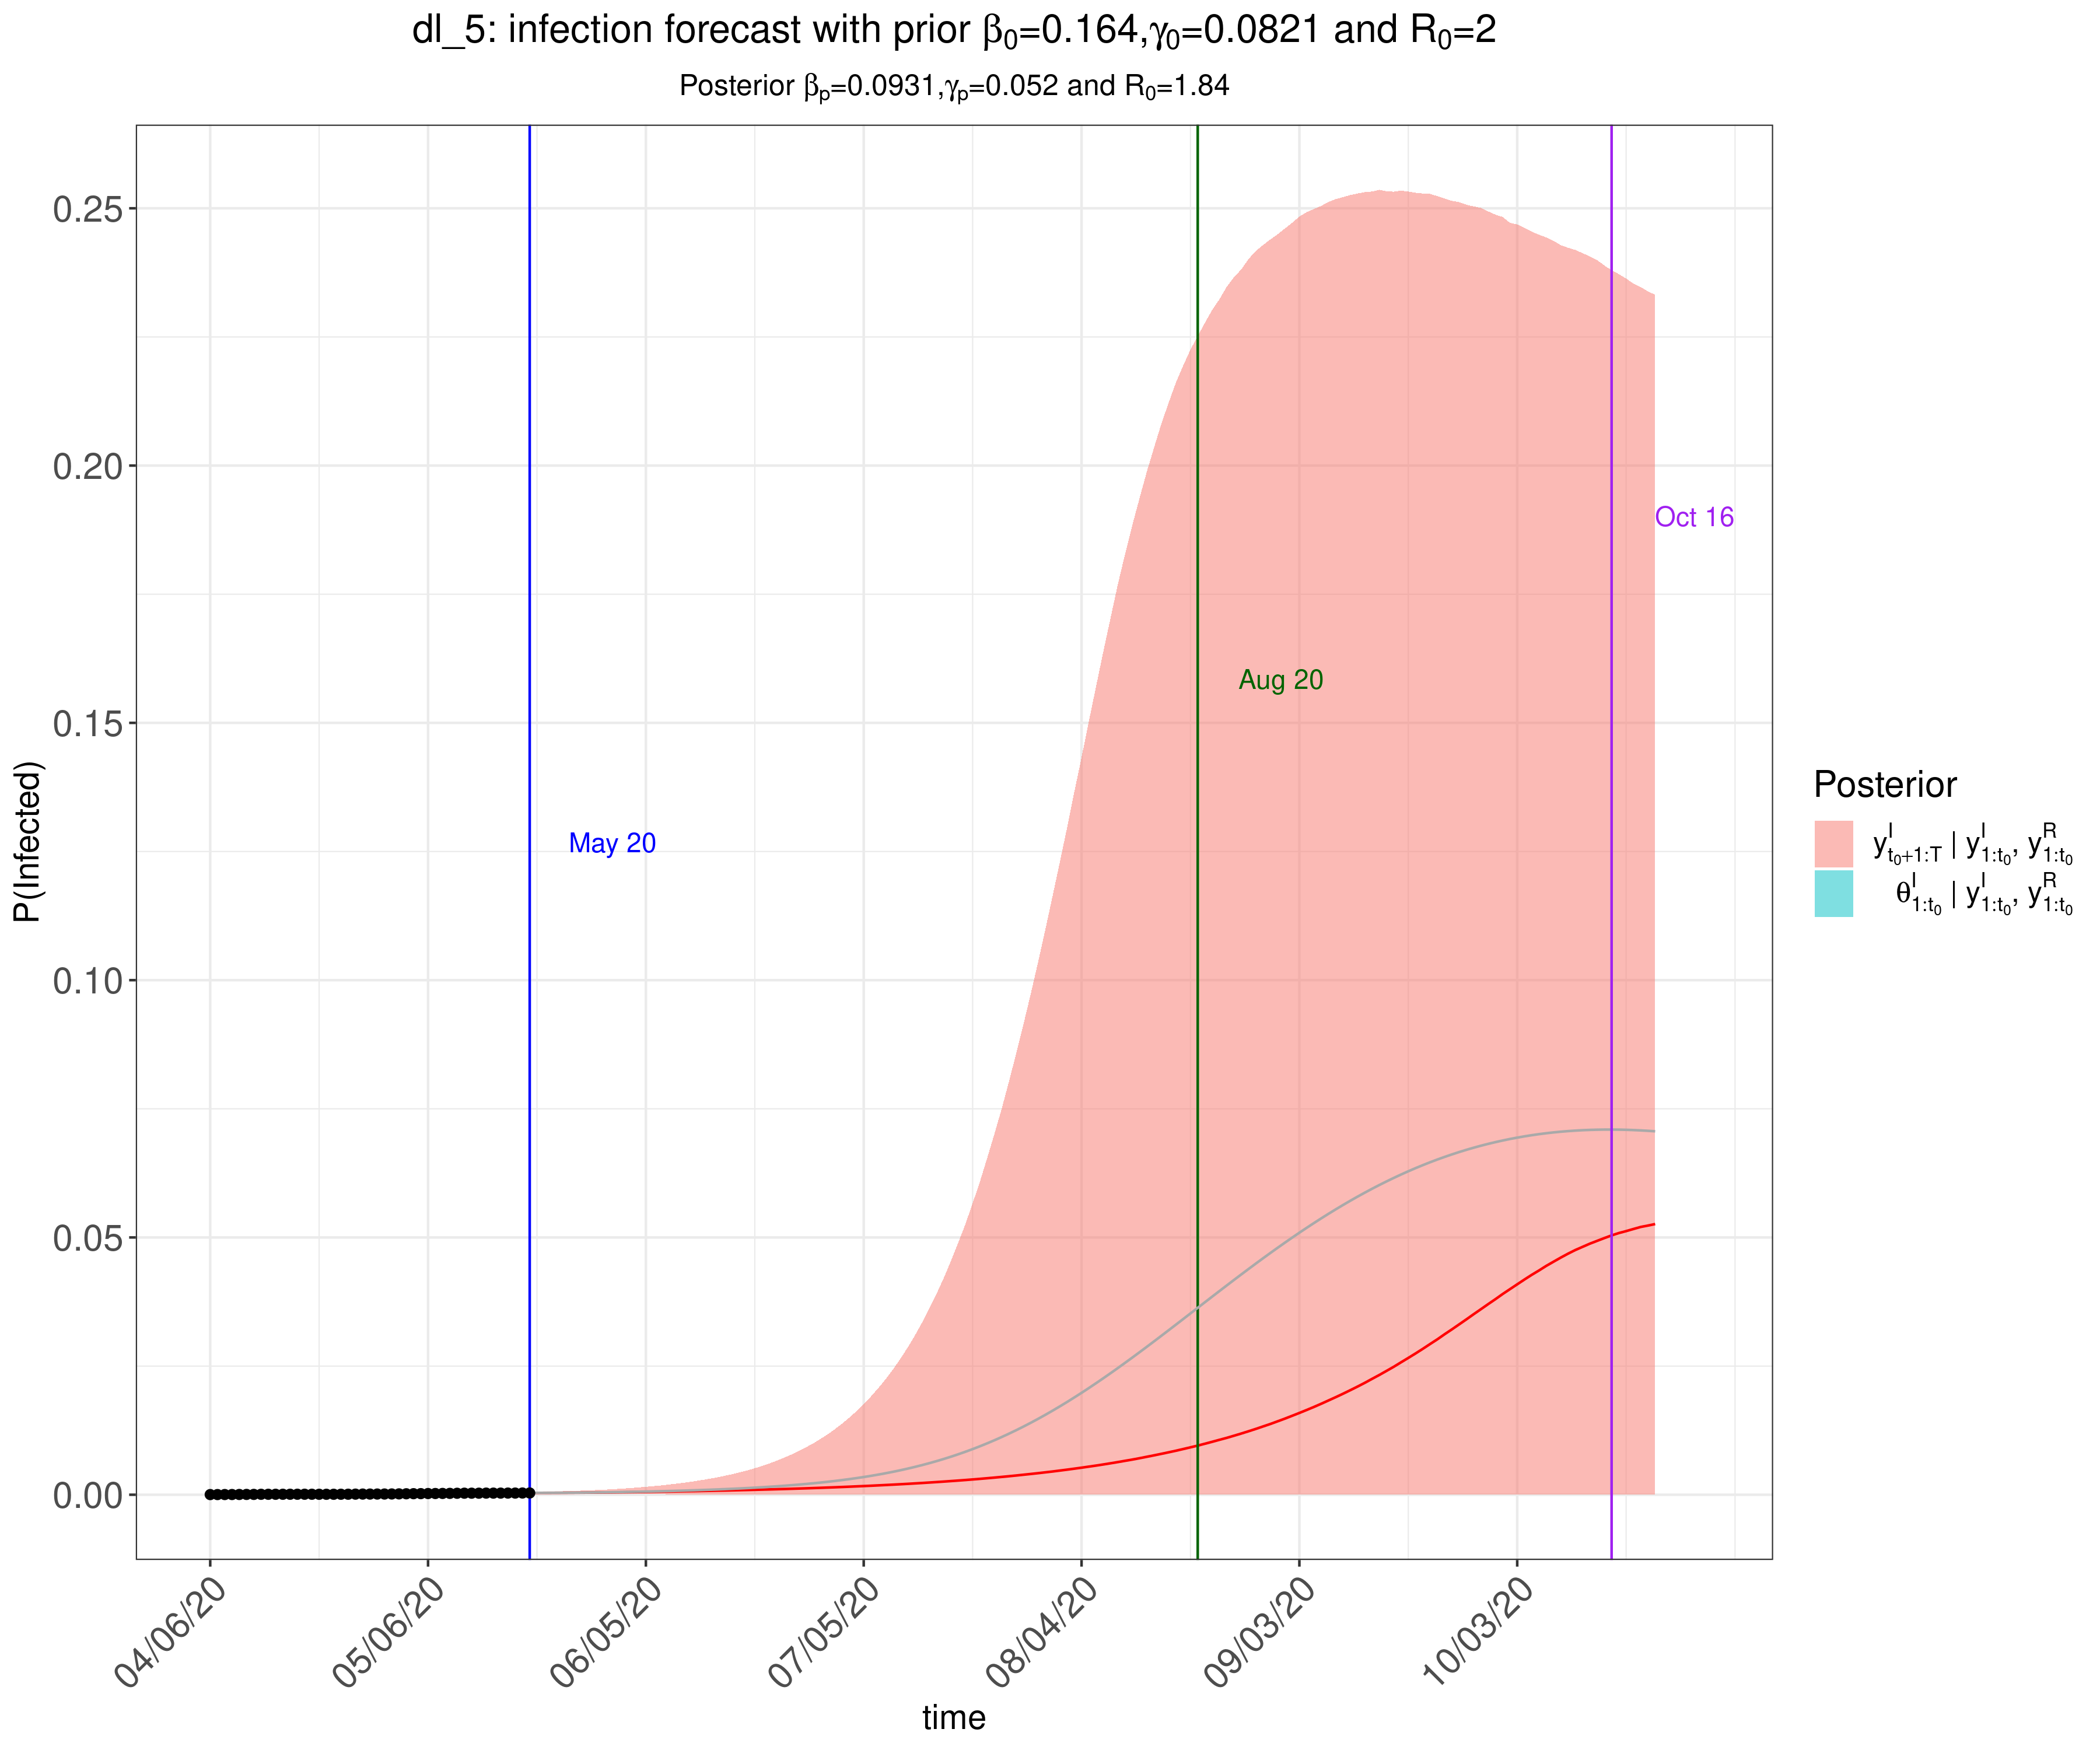 dl_5: infection forecast with prior β₀=0.164,γ₀=0.0821 and R₀=2
Posterior βₚ=0.0931,γₚ=0.052 and R₀=1.84
P(Infected)
0.25
0.20
0.15
0.10
0.05
0.00
May 20
Aug 20
Oct 16
04/06/20
05/06/20
06/05/20
07/05/20
08/04/20
09/03/20
10/03/20
time
Posterior
y^I_{t₀+1:T} | y^I_{1:t₀}, y^R_{1:t₀}
θ^I_{1:t₀} | y^I_{1:t₀}, y^R_{1:t₀}